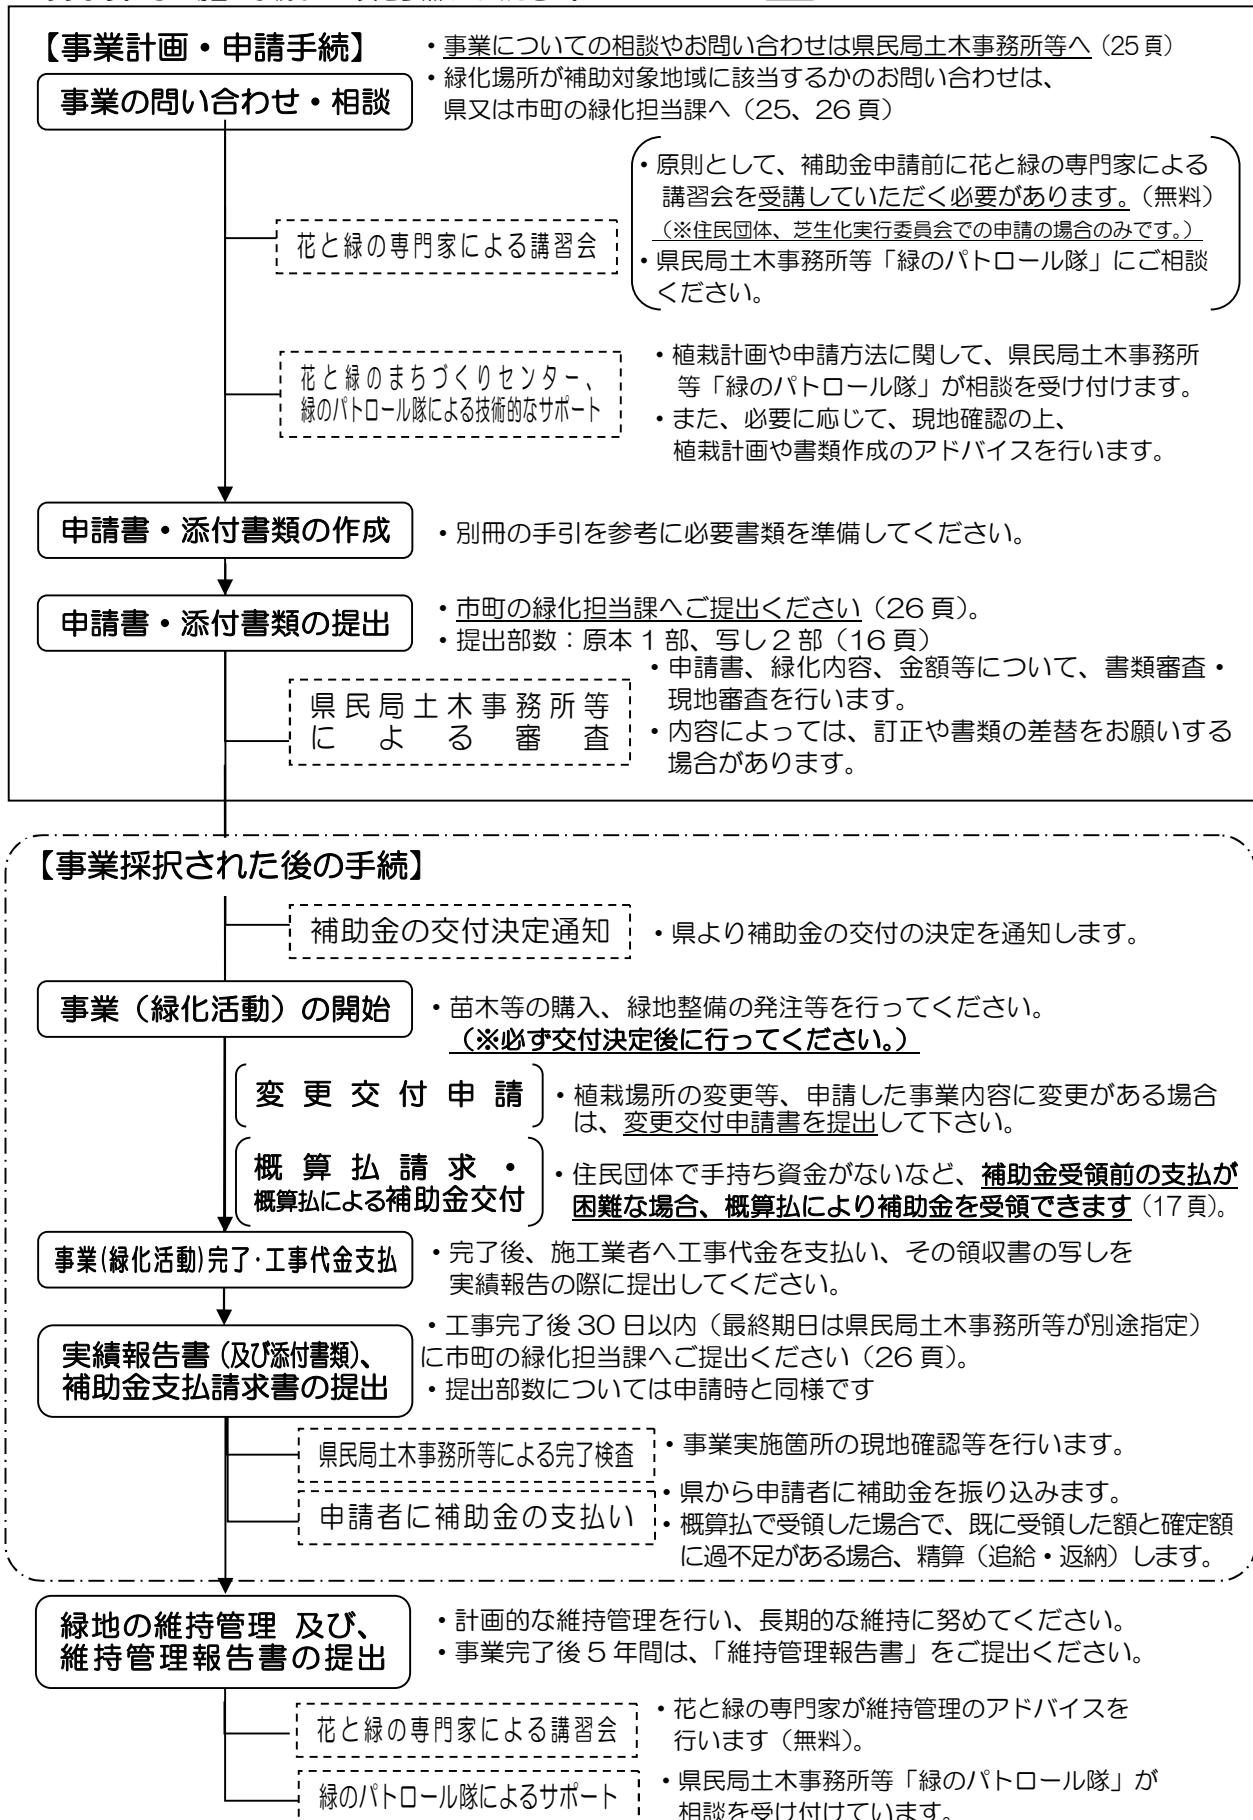 【事業計画・申請手続】
・事業についての相談やお問い合わせは県民局土木事務所等へ（25頁）
事業の問い合わせ・相談
・緑化場所が補助対象地域に該当するかのお問い合わせは、
県又は市町の緑化担当課へ（25、26頁）
・原則として、補助金申請前に花と緑の専門家による
講習会を受講していただく必要があります。（無料）
（※住民団体、芝生化実行委員会での申請の場合のみです。）
・県民局土木事務所等「緑のパトロール隊」にご相談
ください。
花と緑の専門家による講習会
花と緑のまちづくりセンター、
緑のパトロール隊による技術的なサポート
・植栽計画や申請方法に関して、県民局土木事務所
等「緑のパトロール隊」が相談を受け付けます。
・また、必要に応じて、現地確認の上、
植栽計画や書類作成のアドバイスを行います。
申請書・添付書類の作成
・別冊の手引を参考に必要書類を準備してください。
申請書・添付書類の提出
・市町の緑化担当課へご提出ください（26頁）。
・提出部数：原本１部、写し２部（16頁）
県民局土木事務所等
による審査
・申請書、緑化内容、金額等について、書類審査・
現地審査を行います。
・内容によっては、訂正や書類の差替をお願いする
場合があります。
【事業採択された後の手続】
補助金の交付決定通知
・県より補助金の交付の決定を通知します。
事業（緑化活動）の開始
・苗木等の購入、緑地整備の発注等を行ってください。
（※必ず交付決定後に行ってください。）
変更交付申請
・植栽場所の変更等、申請した事業内容に変更がある場合
は、変更交付申請書を提出して下さい。
概算払請求・
概算払による補助金交付
・住民団体で手持ち資金がないなど、補助金受領前の支払が
困難な場合、概算払により補助金を受領できます（17頁）。
事業(緑化活動)完了・工事代金支払
・完了後、施工業者へ工事代金を支払い、その領収書の写しを
実績報告の際に提出してください。
実績報告書（及び添付書類）、
補助金支払請求書の提出
・工事完了後30日以内（最終期日は県民局土木事務所等が別途指定）
に市町の緑化担当課へご提出ください（26頁）。
・提出部数については申請時と同様です
県民局土木事務所等による完了検査
・事業実施箇所の現地確認等を行います。
申請者に補助金の支払い
・県から申請者に補助金を振り込みます。
・概算払で受領した場合で、既に受領した額と確定額
に過不足がある場合、精算（追給・返納）します。
緑地の維持管理 及び、
維持管理報告書の提出
・計画的な維持管理を行い、長期的な維持に努めてください。
・事業完了後５年間は、「維持管理報告書」をご提出ください。
花と緑の専門家による講習会
・花と緑の専門家が維持管理のアドバイスを
行います（無料）。
緑のパトロール隊によるサポート
・県民局土木事務所等「緑のパトロール隊」が
相談を受け付けています。